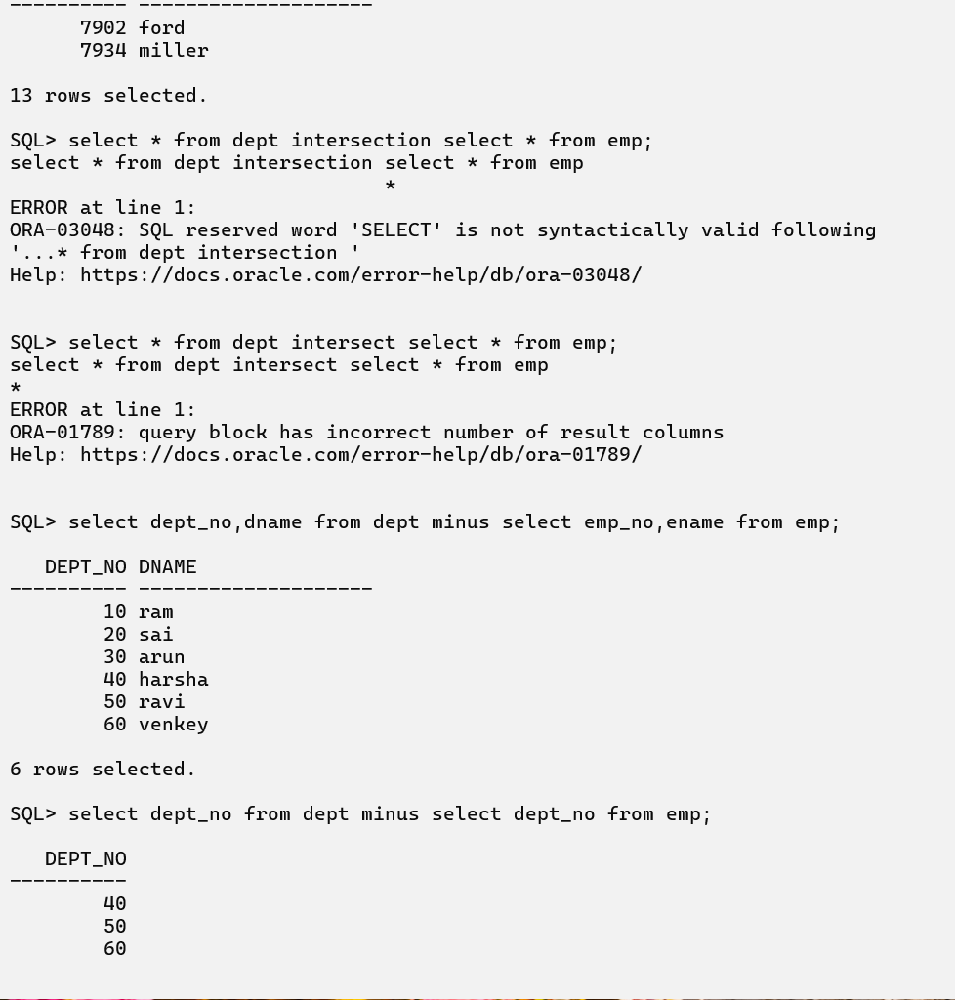 ---------- --------------------
7902 ford
7934 miller
13 rows selected.
SQL> select * from dept intersection select * from emp;
select * from dept intersection select * from emp
*
ERROR at line 1:
ORA-03048: SQL reserved word 'SELECT' is not syntactically valid following
'...* from dept intersection '
Help: https://docs.oracle.com/error-help/db/ora-03048/
SQL> select * from dept intersect select * from emp;
select * from dept intersect select * from emp
*
ERROR at line 1:
ORA-01789: query block has incorrect number of result columns
Help: https://docs.oracle.com/error-help/db/ora-01789/
SQL> select dept_no,dname from dept minus select emp_no,ename from emp;
DEPT_NO DNAME
---------- --------------------
10 ram
20 sai
30 arun
40 harsha
50 ravi
60 venkey
6 rows selected.
SQL> select dept_no from dept minus select dept_no from emp;
DEPT_NO
----------
40
50
60